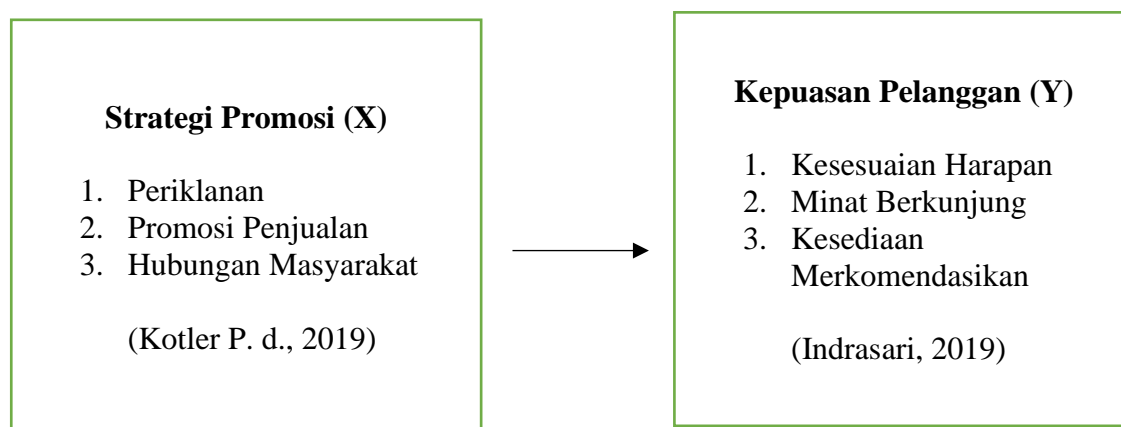 Strategi Promosi (X)
1. Periklanan
2. Promosi Penjualan
3. Hubungan Masyarakat
(Kotler P. d., 2019)
Kepuasan Pelanggan (Y)
1. Kesesuaian Harapan
2. Minat Berkunjung
3. Kesediaan
Merkomendasikan
(Indrasari, 2019)